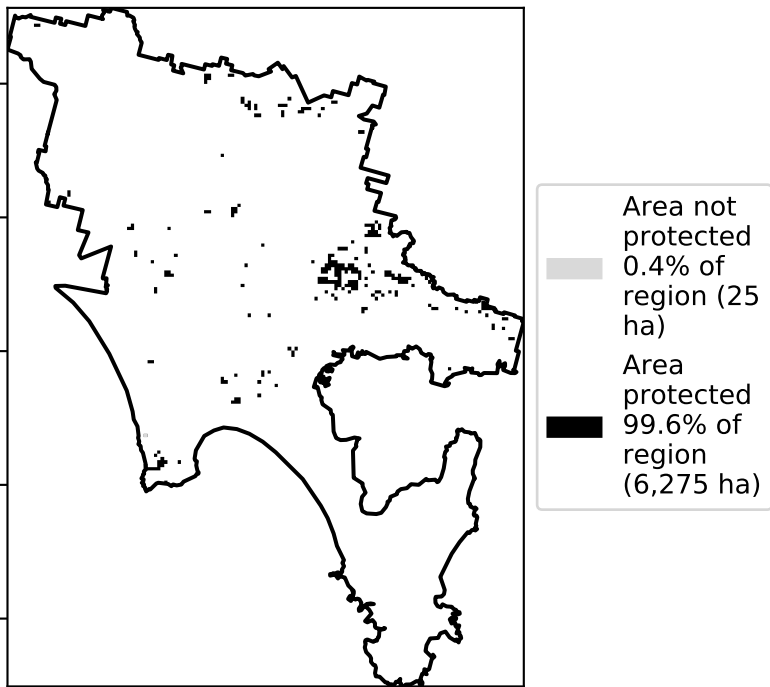 Area not
protected
0.4% of
region (25
ha)
Area
protected
99.6% of
region
(6,275 ha)